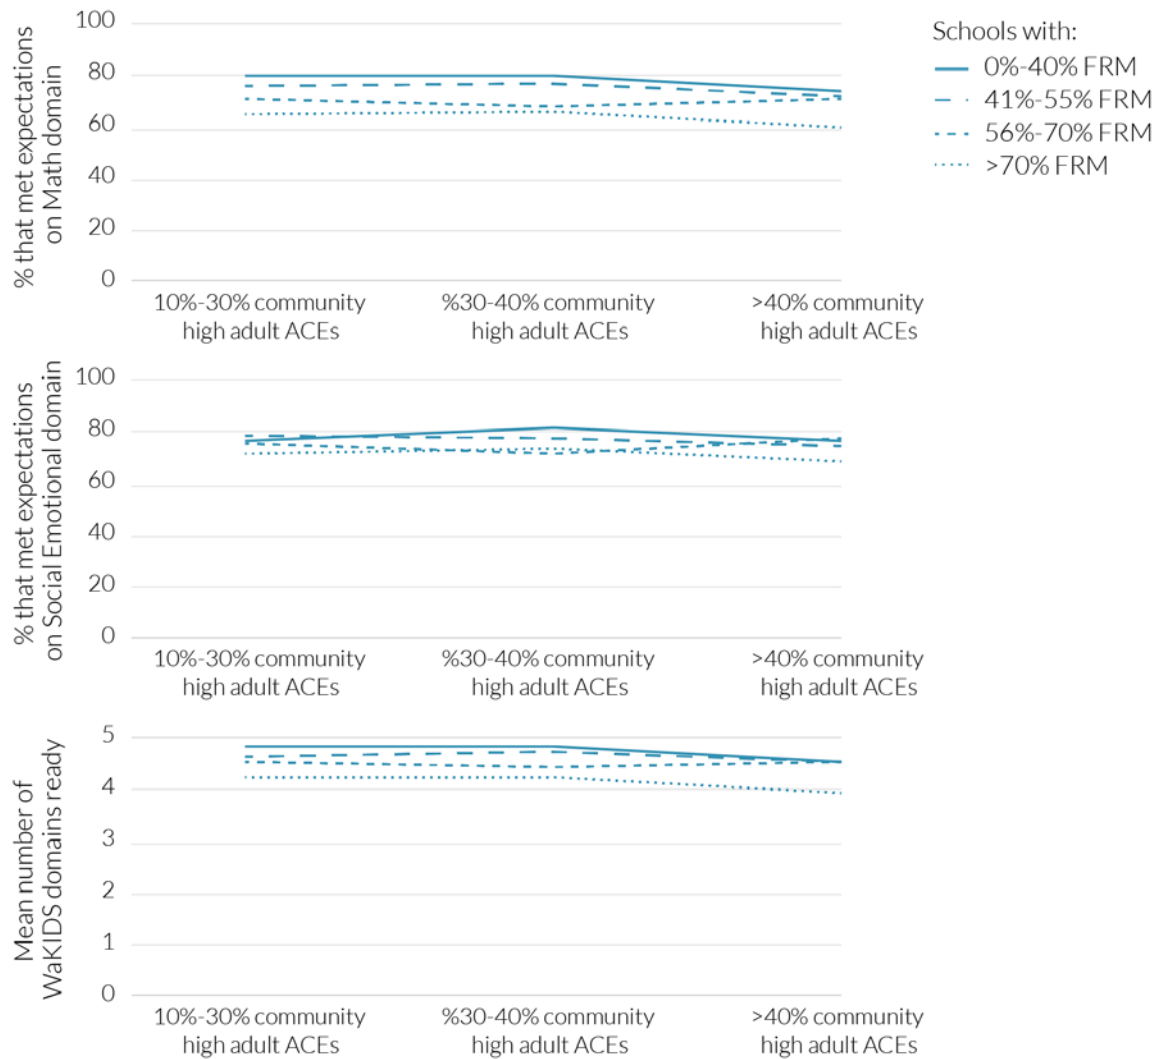 % that met expectations
on Math domain
100
80
60
40
20
0
10%-30% community
high adult ACEs
%30-40% community
high adult ACEs
>40% community
high adult ACEs
Schools with:
0%-40% FRM
41%-55% FRM
56%-70% FRM
>70% FRM
% that met expectations
on Social Emotional domain
100
80
60
40
20
0
10%-30% community
high adult ACEs
%30-40% community
high adult ACEs
>40% community
high adult ACEs
Mean number of
WaKIDS domains ready
5
4
3
2
1
0
10%-30% community
high adult ACEs
%30-40% community
high adult ACEs
>40% community
high adult ACEs